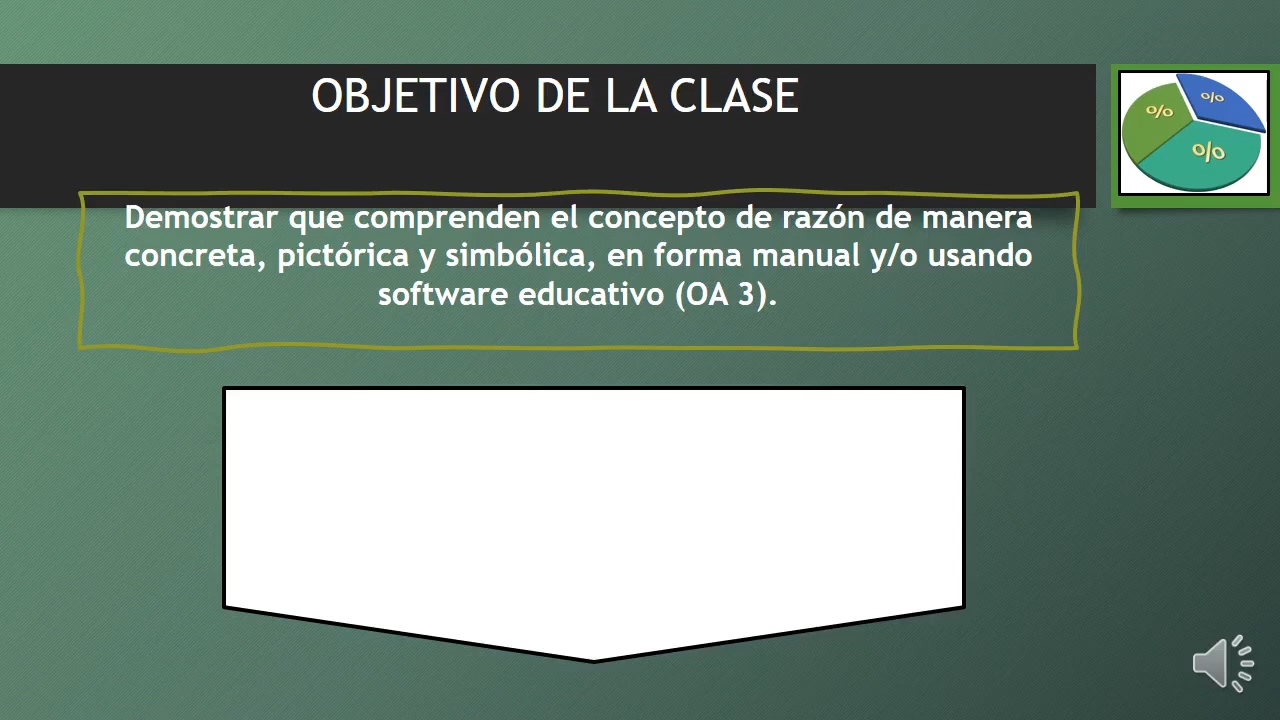 OBJETIVO DE LA CLASE
% % 
%
Demostrar que comprenden el concepto de razón de manera
concreta, pictórica y simbólica, en forma manual y/o usando
software educativo (OA 3).